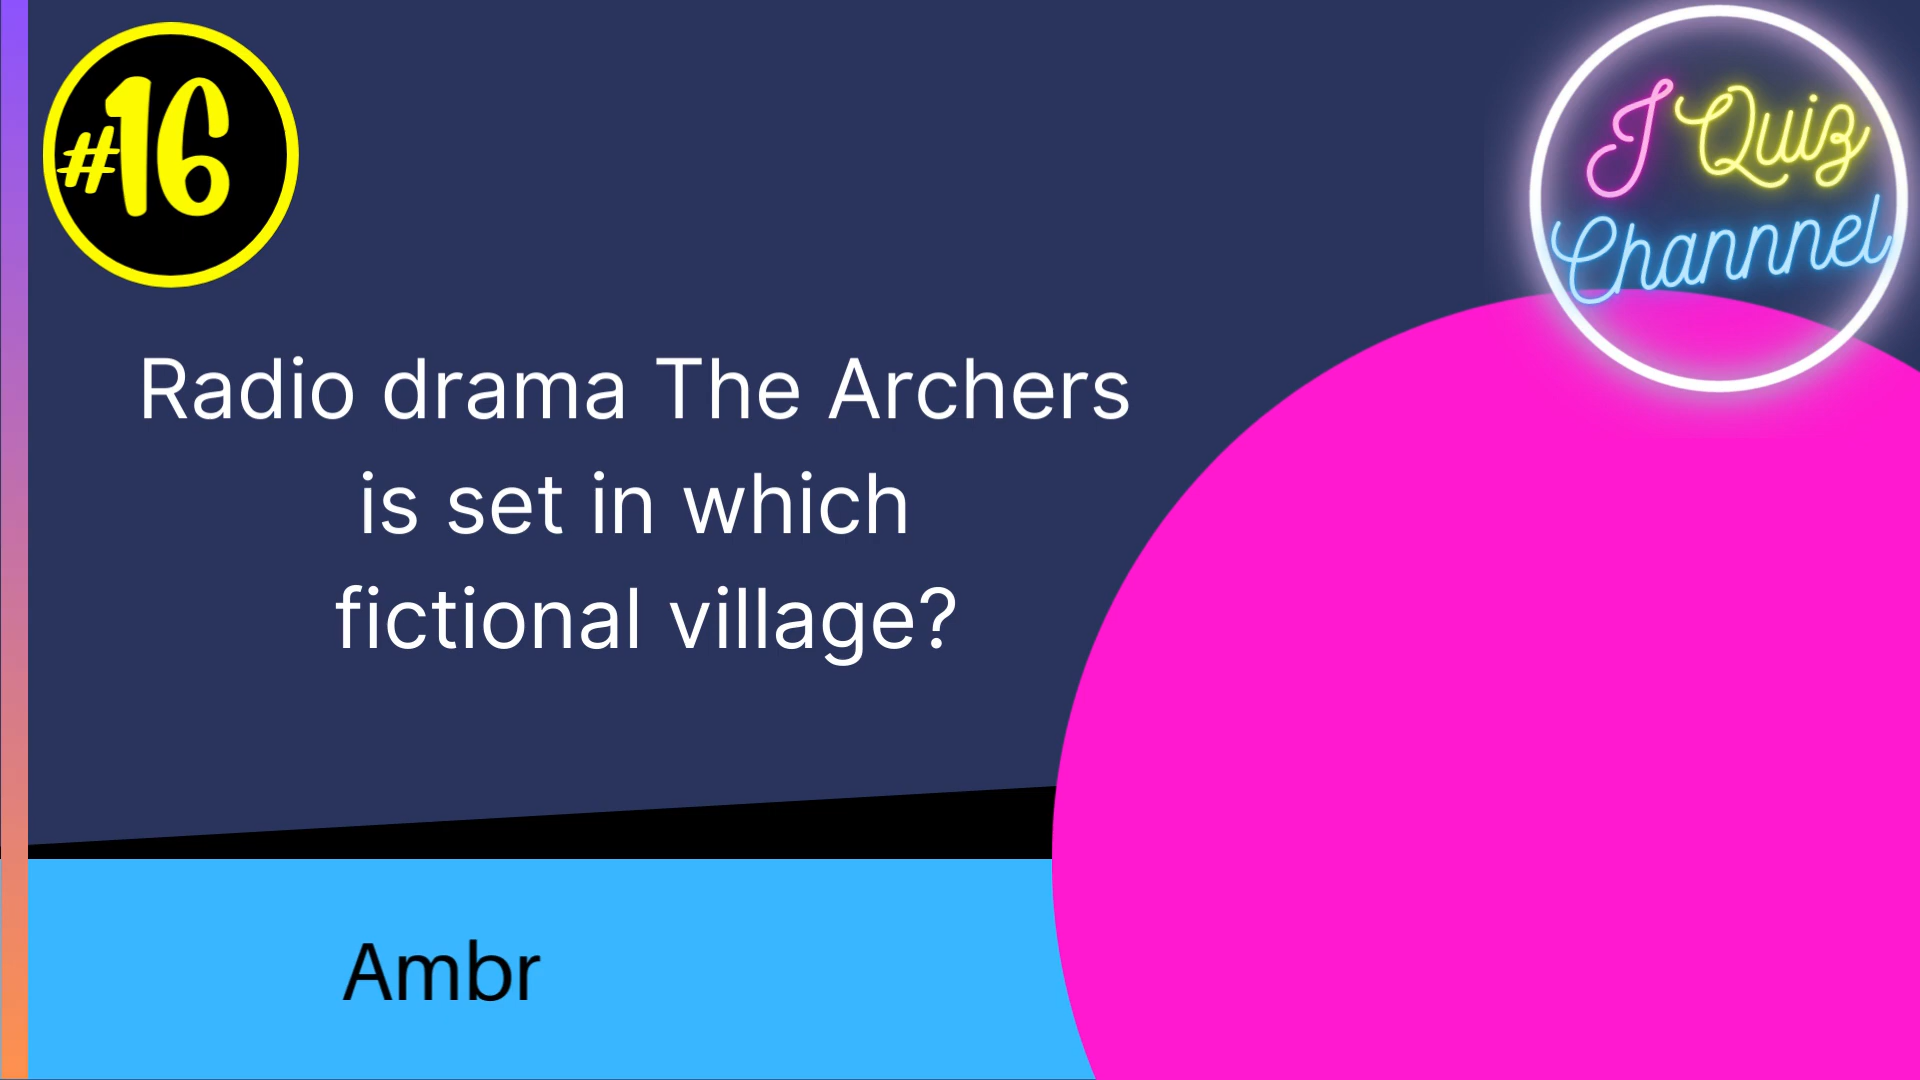 #16
J Quiz
Channnel
Radio drama The Archers
is set in which
fictional village?
Ambr